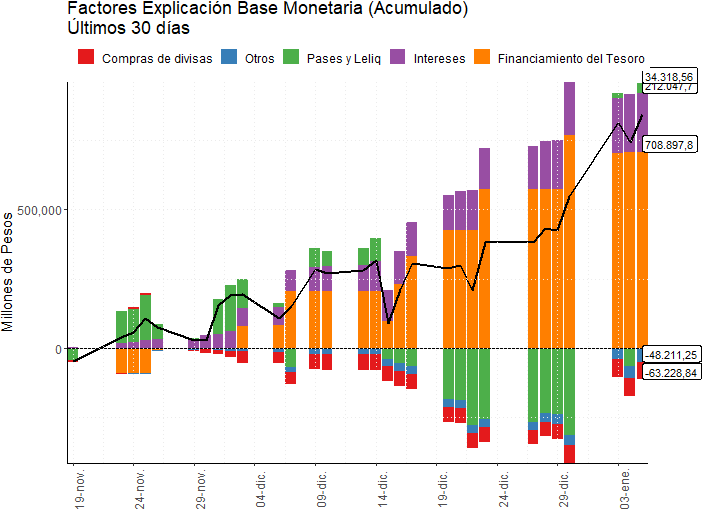 Factores Explicación Base Monetaria (Acumulado)
Últimos 30 días
Compras de divisas Otros Pases y Leliq Intereses Financiamiento del Tesoro
34.318,56
212.047,7
708.897,8
500,000
Millones de Pesos
0
-48.211,25
-63.228,84
19-nov.
24-nov.
29-nov.
04-dic.
09-dic.
14-dic.
19-dic.
24-dic.
29-dic.
03-ene.